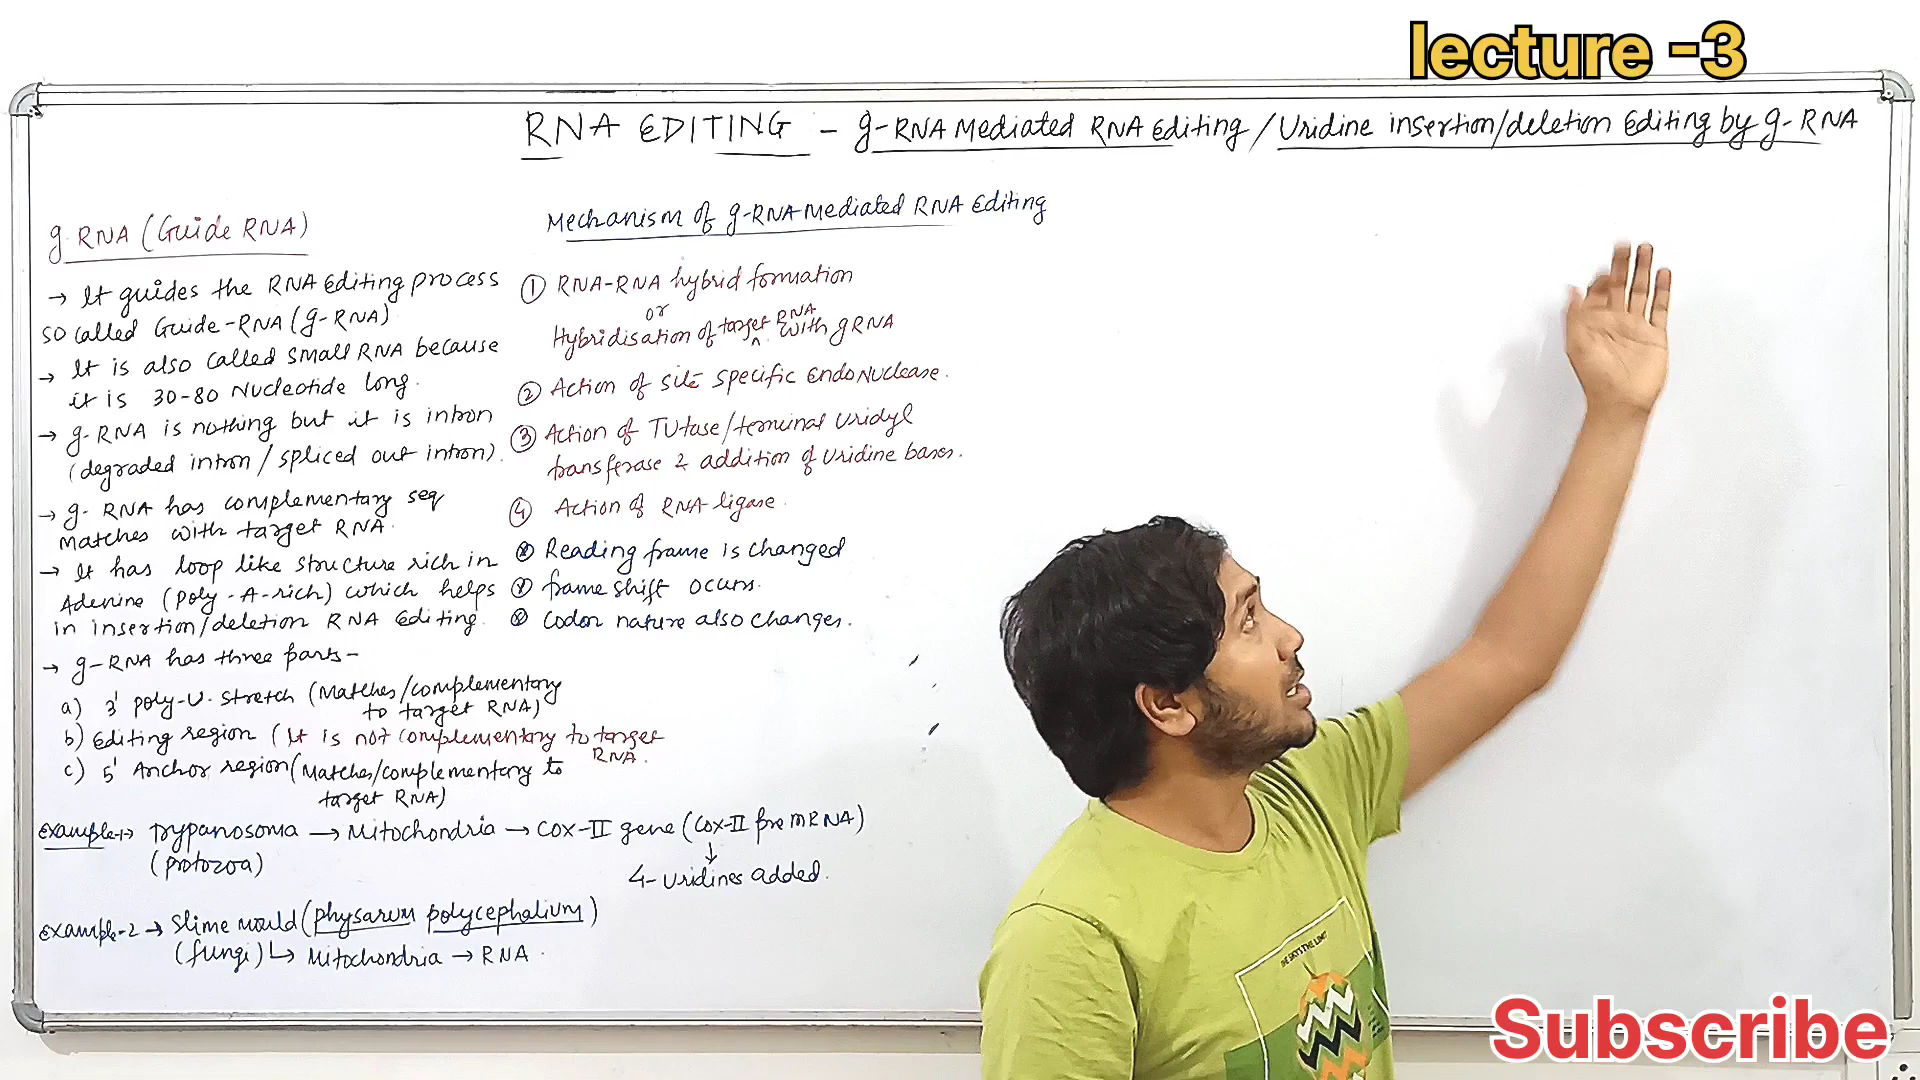 lecture -3
RNA EDITING - g-RNA Mediated RNA Editing / Uridine insertion/deletion Editing by g-RNA
g RNA (Guide RNA)
→ It guides the RNA Editing process
so called Guide-RNA (g-RNA)
→ It is also called small RNA because
it is 30-80 Nucleotide long.
→ g-RNA is nothing but it is intron
(degraded intron / spliced out intron).
→ g- RNA has complementary seq
matches with target RNA.
→ It has loop like structure rich in
Adenine (poly-A-rich) which helps
in insertion/deletion RNA Editing.
→ g-RNA has three parts-
a) 3' poly-U. stretch (Matches/complementary
to target RNA)
b) Editing region (It is not complementary to target
RNA.
c) 5' Anchor region (Matches/complementary to
target RNA)
Example-1→ Trypanosoma → Mitochondria → COX-II gene (COX-II pre mRNA)
(protozoa)
↓
4-Uridines added.
Example-2 → Slime mould (physarum polycephalium)
(fungi) ↳ Mitochondria → RNA.
Mechanism of g-RNA Mediated RNA Editing
① RNA-RNA hybrid formation
or
Hybridisation of target RNA with gRNA
② Action of site specific endonuclease.
③ Action of TUtase/terminal uridyl
transferase & addition of uridine bases.
④ Action of RNA ligase.
⊗ Reading frame is changed
⊗ frame shift occurs.
⊗ Codon nature also changes.
THE SKY'S THE LIMIT
Subscribe